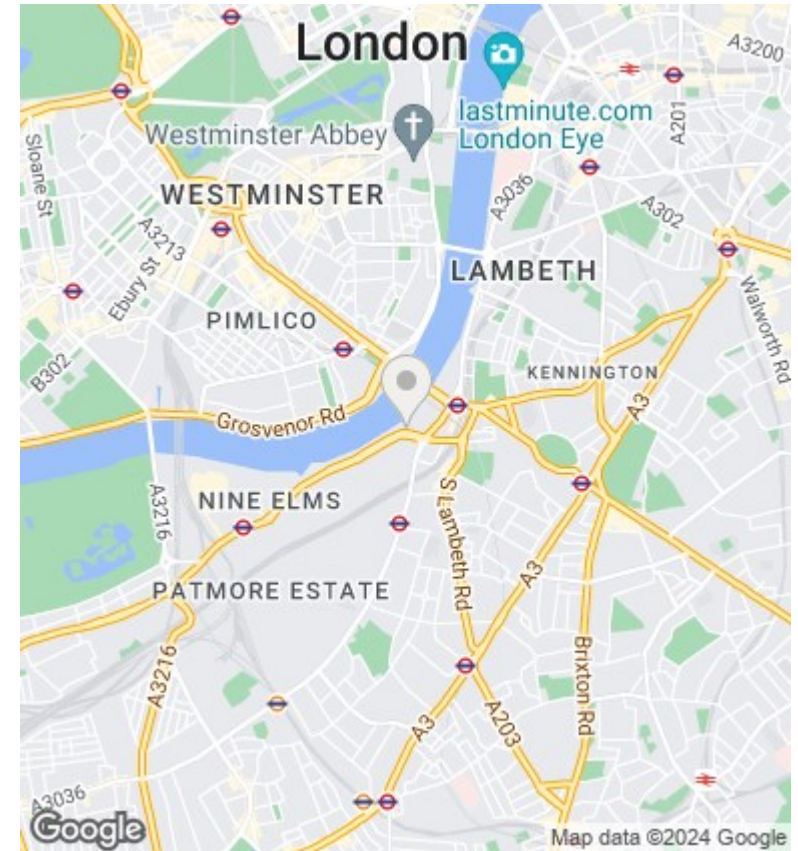 London
A3200
lastminute.com
London Eye
Westminster Abbey
A201
Sloane St
A3036
WESTMINSTER
A302
A3213
Ebury St
LAMBETH
Walworth Rd
PIMLICO
B302
KENNINGTON
A3
Grosvenor Rd
A3216
NINE ELMS
S Lambeth Rd
A3
PATMORE ESTATE
A3216
Brixton Rd
A203
A3
A3036
Google
Map data ©2024 Google